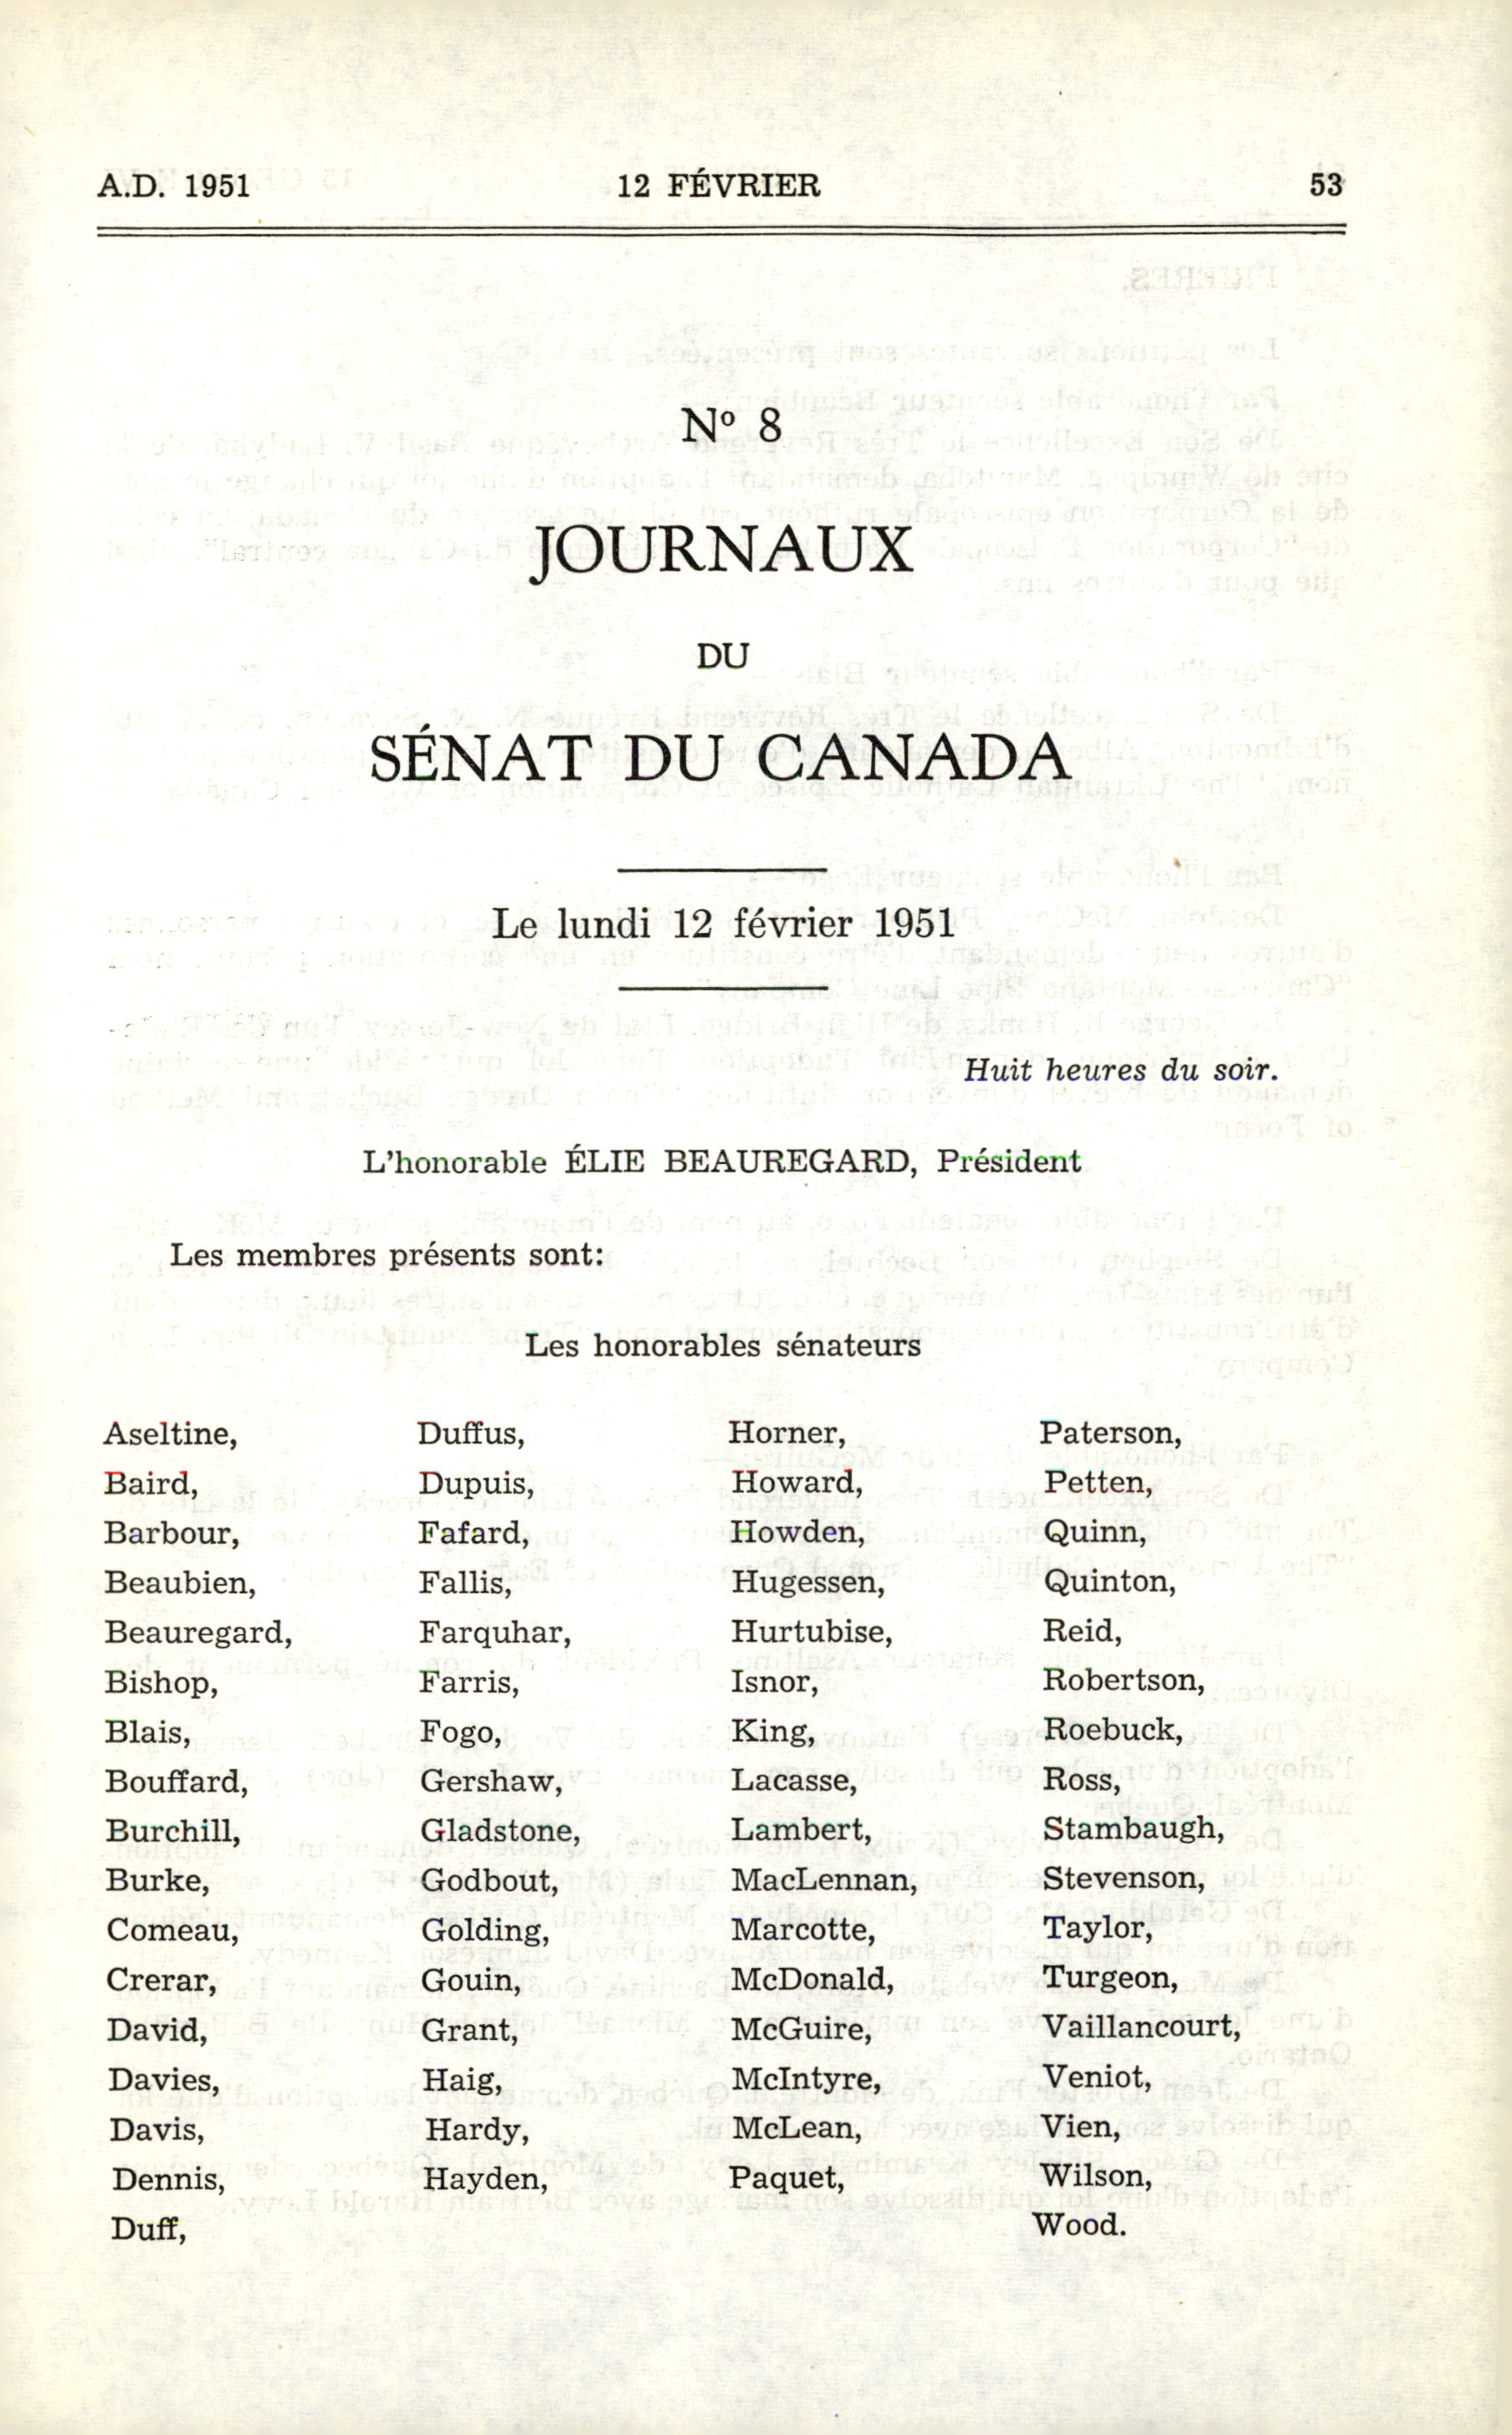 A.D. 1951 12 FÉVRIER 53
Nº 8
JOURNAUX
DU
SÉNAT DU CANADA
Le lundi 12 février 1951
Huit heures du soir.
L'honorable ÉLIE BEAUREGARD, Président
Les membres présents sont:
Les honorables sénateurs
Aseltine,
Baird,
Barbour,
Beaubien,
Beauregard,
Bishop,
Blais,
Bouffard,
Burchill,
Burke,
Comeau,
Crerar,
David,
Davies,
Davis,
Dennis,
Duff,
Duffus,
Dupuis,
Fafard,
Fallis,
Farquhar,
Farris,
Fogo,
Gershaw,
Gladstone,
Godbout,
Golding,
Gouin,
Grant,
Haig,
Hardy,
Hayden,
Horner,
Howard,
Howden,
Hugessen,
Hurtubise,
Isnor,
King,
Lacasse,
Lambert,
MacLennan,
Marcotte,
McDonald,
McGuire,
McIntyre,
McLean,
Paquet,
Paterson,
Petten,
Quinn,
Quinton,
Reid,
Robertson,
Roebuck,
Ross,
Stambaugh,
Stevenson,
Taylor,
Turgeon,
Vaillancourt,
Veniot,
Vien,
Wilson,
Wood.